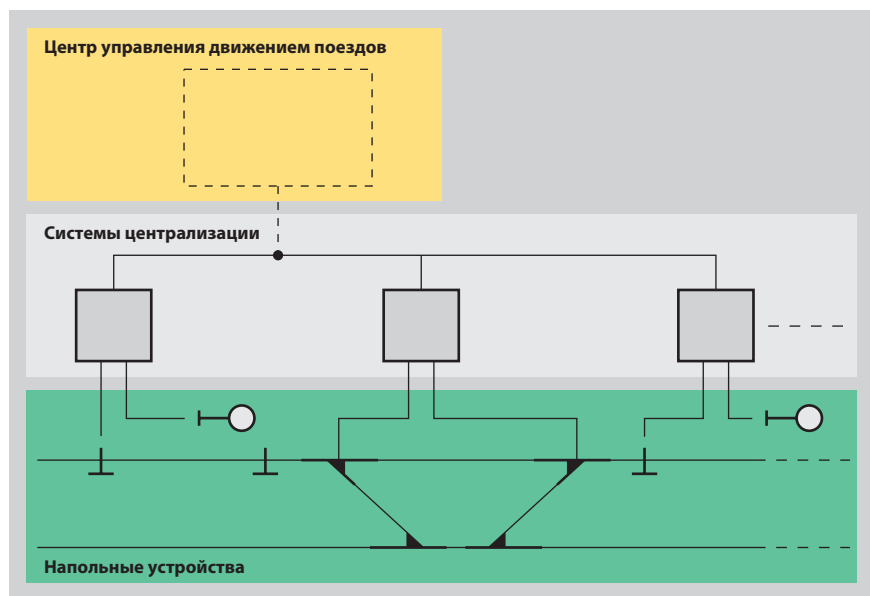 Центр управления движением поездов
Системы централизации
Напольные устройства